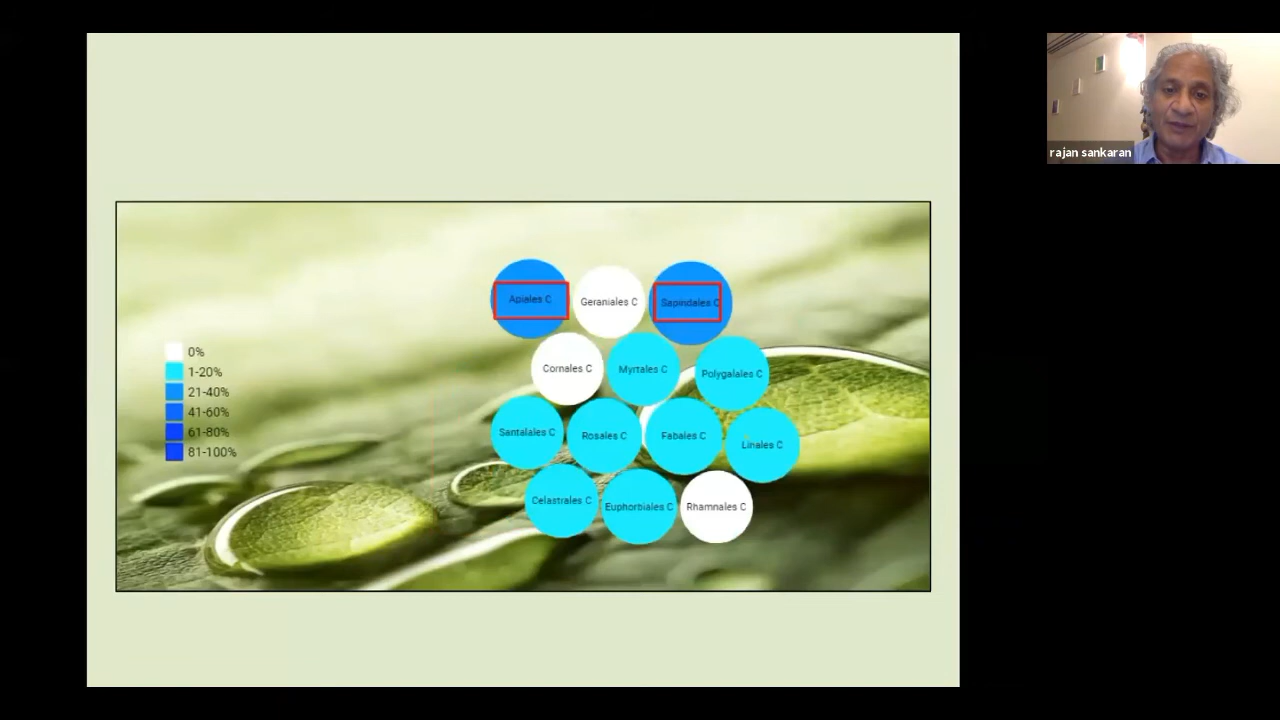 rajan sankaran
Apiales C
Geraniales C
Sapindales C
Cornales C
Myrtales C
Polygalales C
Santalales C
Rosales C
Fabales C
Linales C
Celastrales C
Euphorbiales C
Rhamnales C
0%
1-20%
21-40%
41-60%
61-80%
81-100%